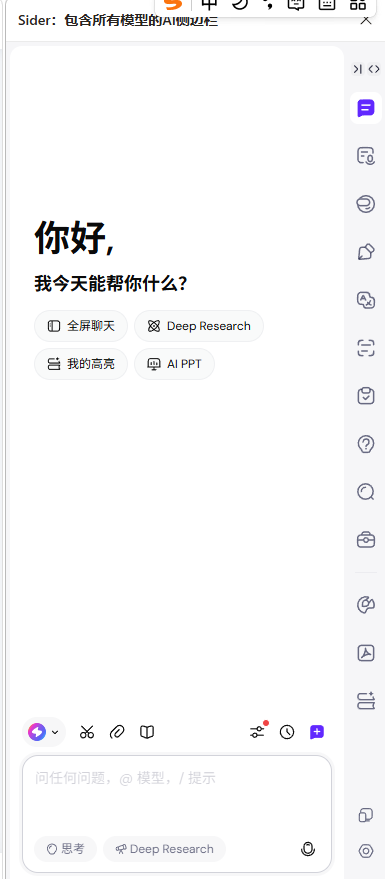 Sider：包含所有模型的AI侧边栏
中
你好,
我今天能帮你什么？
全屏聊天
Deep Research
我的高亮
AI PPT
问任何问题，@ 模型，/ 提示
思考
Deep Research